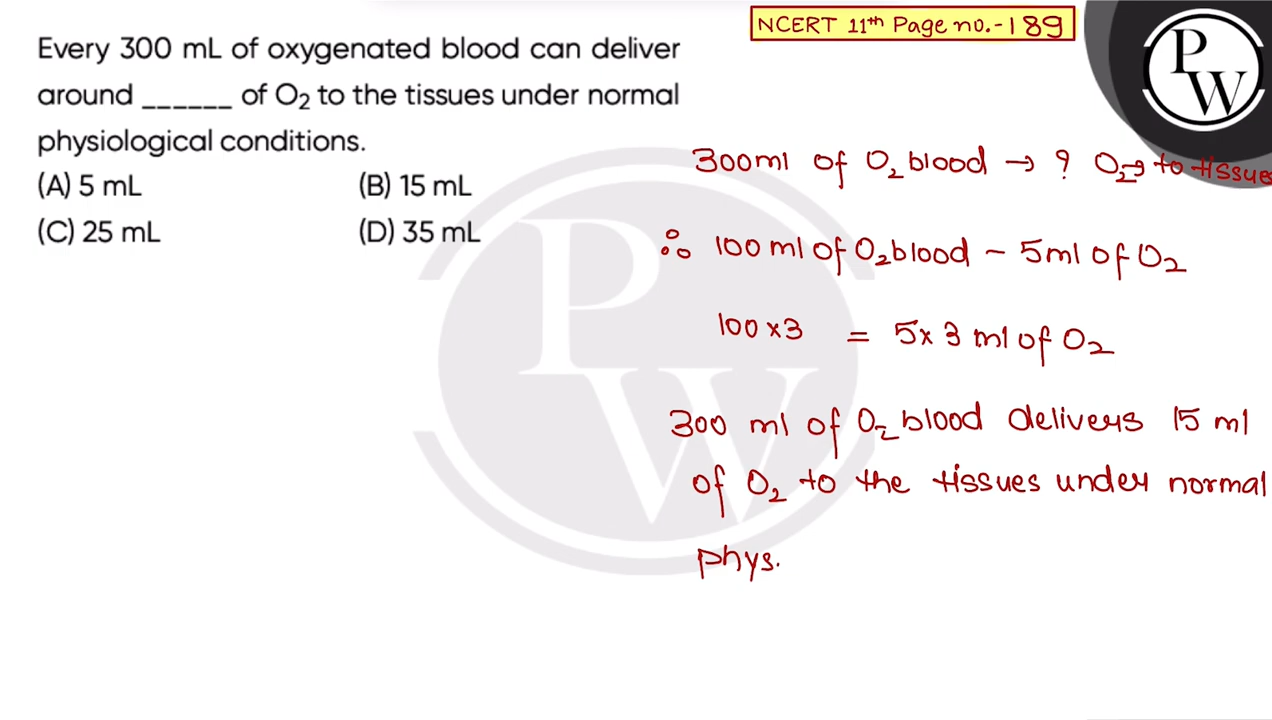 NCERT 11th Page no.-189
P
W
Every 300 mL of oxygenated blood can deliver
around ______ of O₂ to the tissues under normal
physiological conditions.
(A) 5 mL (B) 15 mL
(C) 25 mL (D) 35 mL
300ml of O₂ blood → ? O₂→ to tissues
∴ 100 ml of O₂ blood - 5ml of O₂
100 x 3 = 5 x 3 ml of O₂
300 ml of O₂ blood delivers 15 ml
of O₂ to the tissues under normal
phys.
P
W